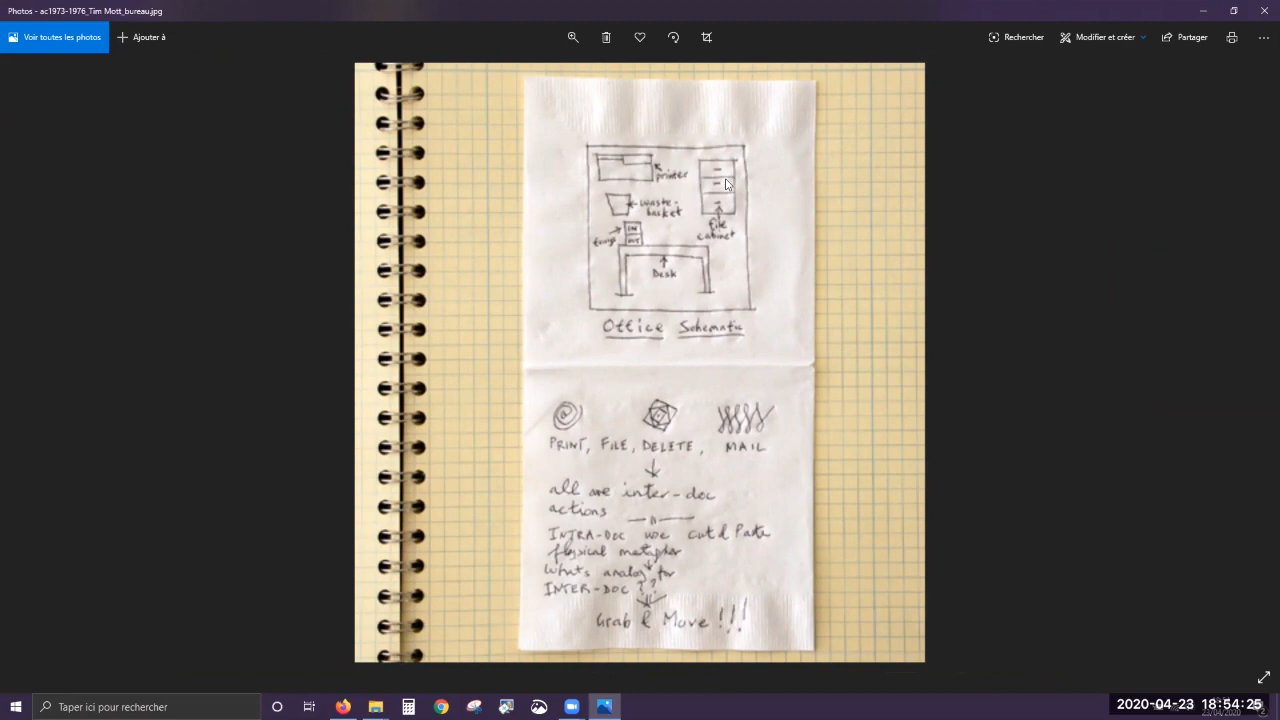 Photos - ac1973-1976_Tim Mott_bureau.jpg
Voir toutes les photos
Ajouter à
Rechercher
Modifier et créer
Partager
printer
waste-
basket
IN
OUT
File
cabinet
Desk
Office Schematic
PRINT, FILE, DELETE, MAIL
all are inter-doc
actions
INTRA-DOC use cut & Paste
physical metaphor
What's analog for
INTER-DOC ??
Grab & Move !!!
Taper ici pour rechercher
2020-04-23 18:54:25